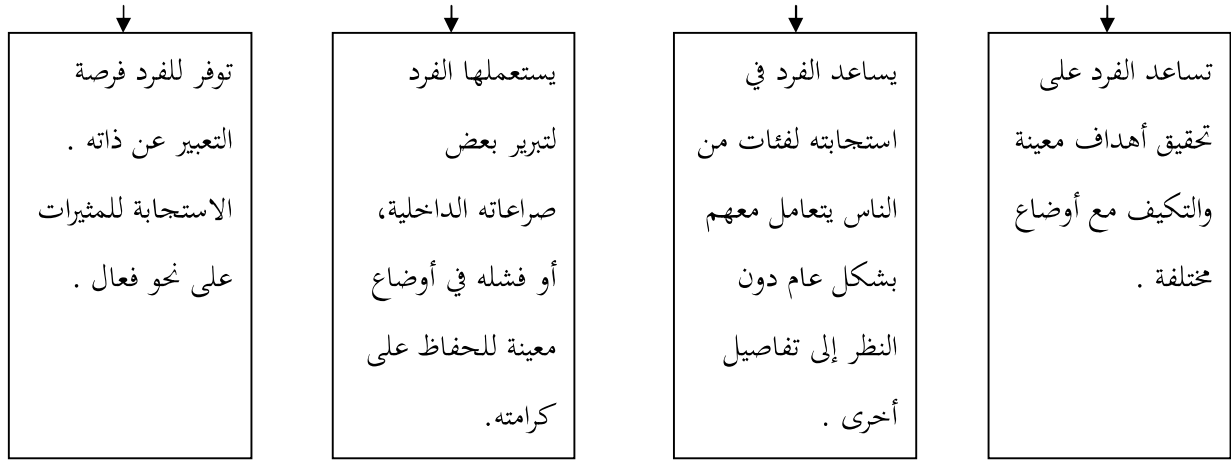 تساعد الفرد على
تحقيق أهداف معينة
والتكيف مع أوضاع
مختلفة .
يساعد الفرد في
استجابته لفئات من
الناس يتعامل معهم
بشكل عام دون
النظر إلى تفاصيل
أخرى .
يستعملها الفرد
لتبرير بعض
صراعاته الداخلية،
أو فشله في أوضاع
معينة للحفاظ على
كرامته.
توفر للفرد فرصة
التعبير عن ذاته .
الاستجابة للمثيرات
على نحو فعال .